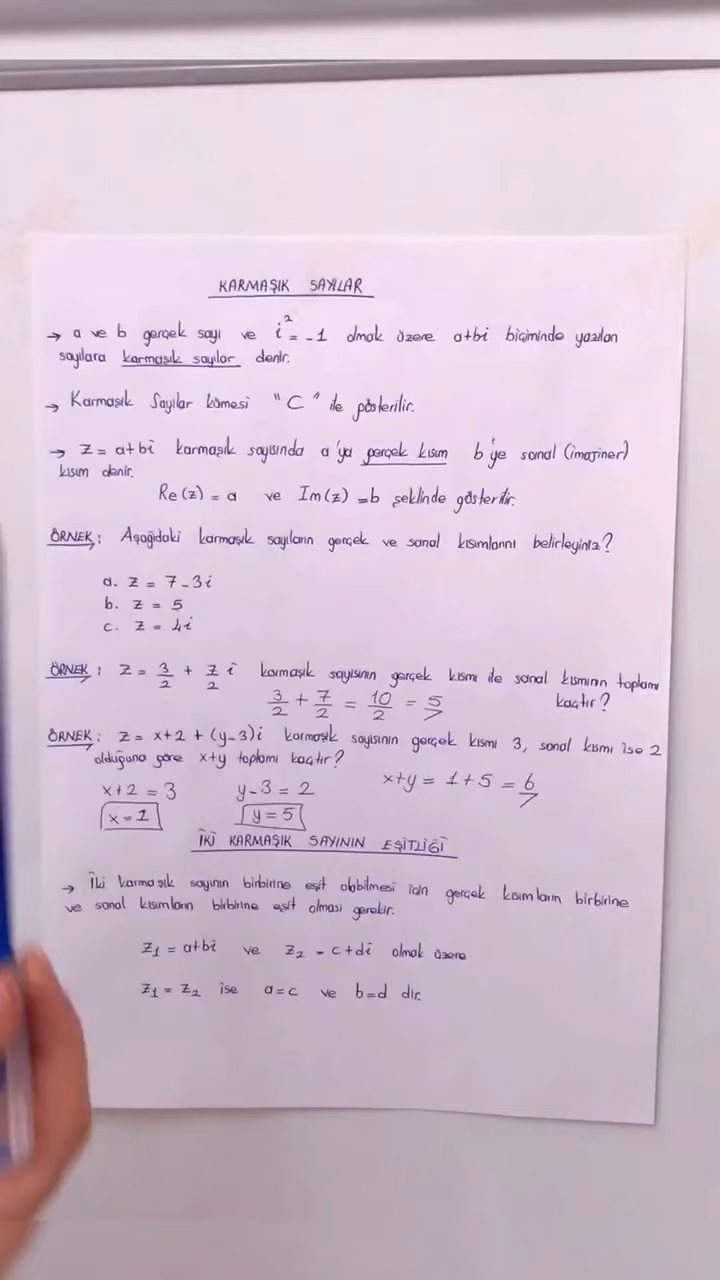 KARMAŞIK SAYILAR
→ a ve b gerçek sayı ve i² = -1 olmak üzere a+bi biçiminde yazılan
sayılara karmaşık sayılar denir.
→ Karmaşık Sayılar kümesi "C" ile gösterilir.
→ z = a+bi karmaşık sayısında a'ya gerçek kısım b'ye sanal (imajiner)
kısım denir.
Re(z) = a ve Im(z) = b şeklinde gösterilir.
ÖRNEK: Aşağıdaki karmaşık sayıların gerçek ve sanal kısımlarını belirleyiniz?
a. z = 7-3i
b. z = 5
c. z = 4i
ÖRNEK: z = 3/2 + 7/2 i karmaşık sayısının gerçek kısmı ile sanal kısmının toplamı
kaçtır?
3/2 + 7/2 = 10/2 = 5
ÖRNEK: z = x+2 + (y-3)i karmaşık sayısının gerçek kısmı 3, sanal kısmı ise 2
olduğuna göre x+y toplamı kaçtır?
x+2 = 3 y-3 = 2 x+y = 1+5 = 6
x=1 y=5
İKİ KARMAŞIK SAYININ EŞİTLİĞİ
→ İki karmaşık sayının birbirine eşit olabilmesi için gerçek kısımların birbirine
ve sanal kısımların birbirine eşit olması gerekir.
z₁ = a+bi ve z₂ = c+di olmak üzere
z₁ = z₂ ise a=c ve b=d dir.